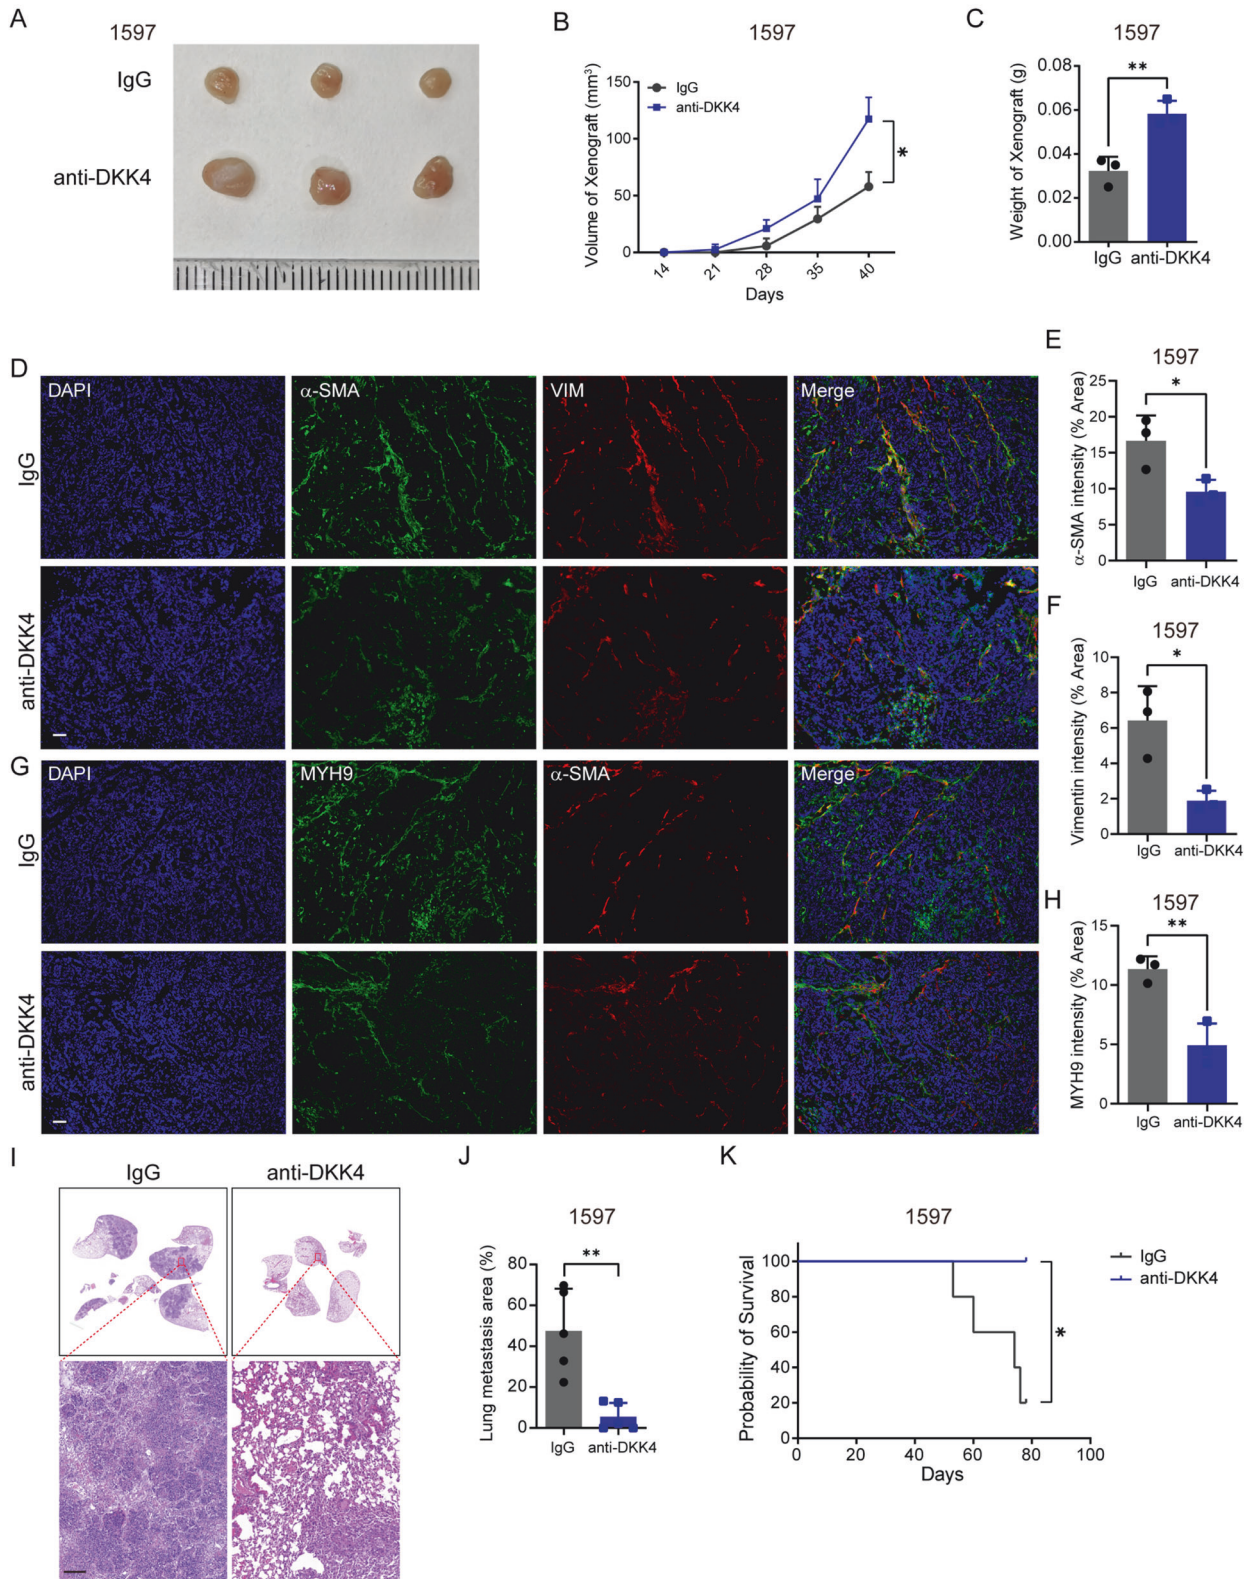 A
1597
IgG
anti-DKK4
B
1597
Volume of Xenograft (mm³)
150
100
50
0
IgG
anti-DKK4
*
14
21
28
35
40
Days
C
1597
Weight of Xenograft (g)
0.08
0.06
0.04
0.02
0.00
**
IgG
anti-DKK4
D
DAPI
α-SMA
VIM
Merge
IgG
anti-DKK4
E
1597
α-SMA intensity (% Area)
25
20
15
10
5
0
*
IgG
anti-DKK4
F
1597
Vimentin intensity (% Area)
10
8
6
4
2
0
*
IgG
anti-DKK4
G
DAPI
MYH9
α-SMA
Merge
IgG
anti-DKK4
H
1597
MYH9 intensity (% Area)
15
10
5
0
**
IgG
anti-DKK4
I
IgG
anti-DKK4
J
1597
Lung metastasis area (%)
80
60
40
20
0
**
IgG
anti-DKK4
K
1597
Probability of Survival
100
80
60
40
20
0
IgG
anti-DKK4
*
0
20
40
60
80
100
Days